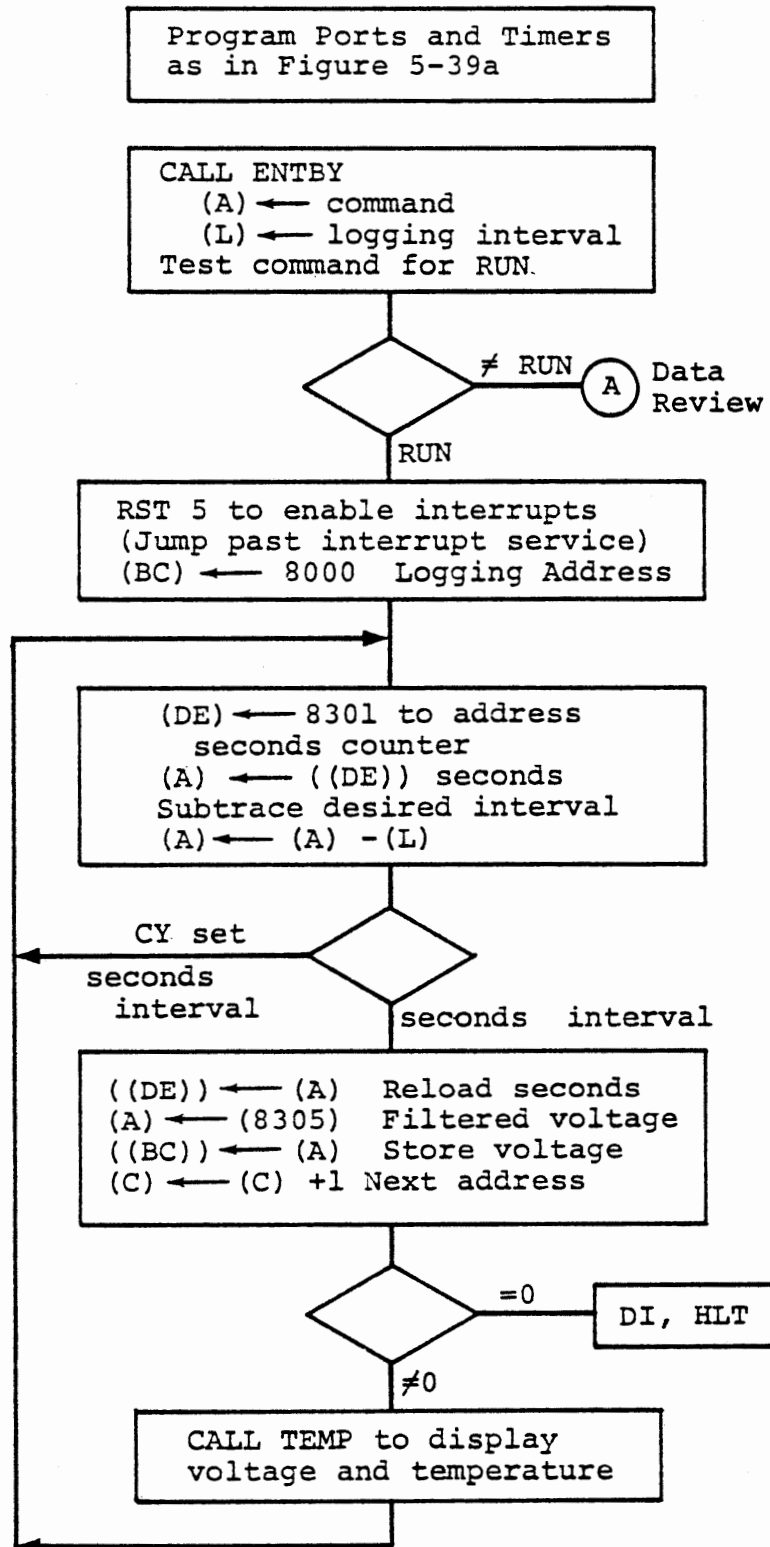 Program Ports and Timers
as in Figure 5-39a
CALL ENTBY
(A) ← command
(L) ← logging interval
Test command for RUN.
≠ RUN
A
Data
Review
RUN
RST 5 to enable interrupts
(Jump past interrupt service)
(BC) ← 8000 Logging Address
(DE) ← 8301 to address
seconds counter
(A) ← ((DE)) seconds
Subtrace desired interval
(A) ← (A) -(L)
CY set
seconds
interval
seconds interval
((DE)) ← (A) Reload seconds
(A) ← (8305) Filtered voltage
((BC)) ← (A) Store voltage
(C) ← (C) +1 Next address
=0
DI, HLT
≠0
CALL TEMP to display
voltage and temperature